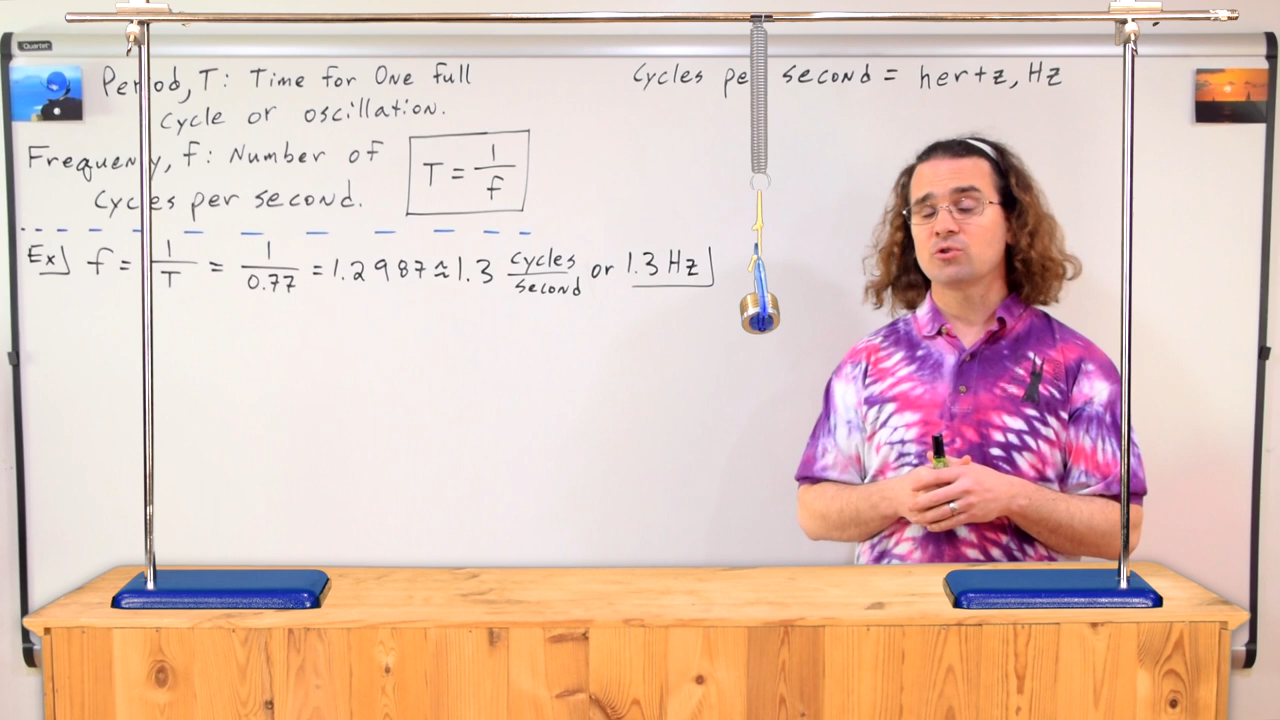 Quartet
Period, T: Time for One full
cycle or oscillation.
Frequency, f: Number of
cycles per second.
T = 1/f
Cycles per second = hertz, Hz
Ex) f = 1/T = 1/0.77 = 1.2987 ≈ 1.3 cycles/second or 1.3 Hz